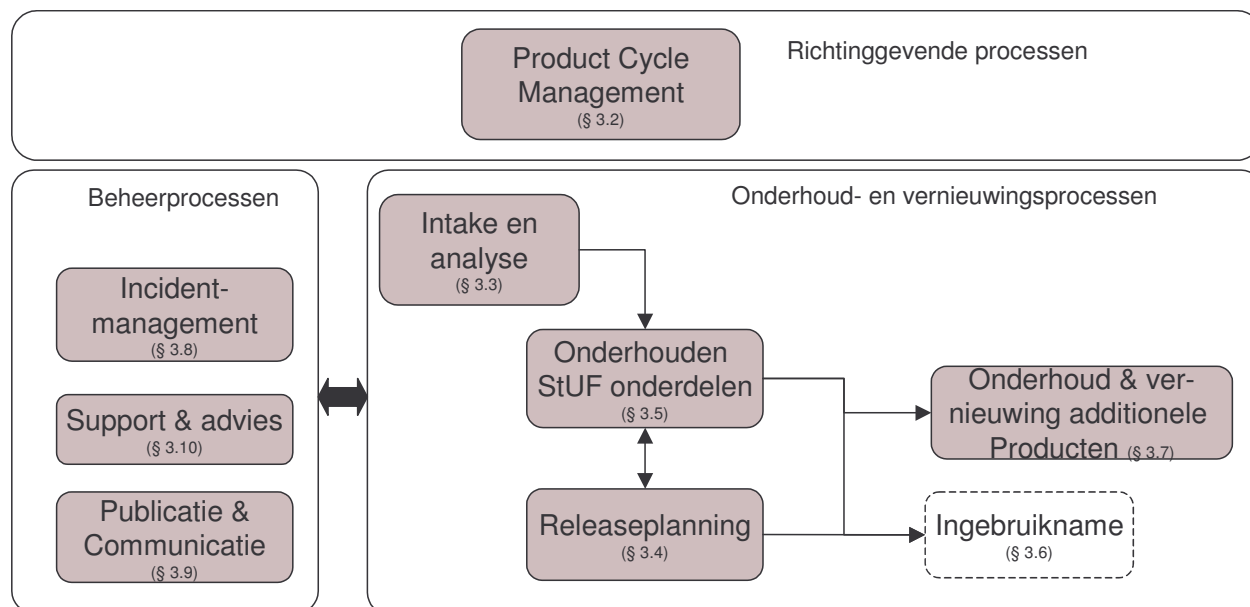 Richtinggevende processen
Product Cycle
Management
(§ 3.2)
Beheerprocessen
Incident-
management
(§ 3.8)
Support & advies
(§ 3.10)
Publicatie &
Communicatie
(§ 3.9)
Onderhoud- en vernieuwingsprocessen
Intake en
analyse
(§ 3.3)
Onderhouden
StUF onderdelen
(§ 3.5)
Releaseplanning
(§ 3.4)
Onderhoud & ver-
nieuwing additionele
Producten (§ 3.7)
Ingebruikname
(§ 3.6)